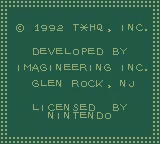 © 1992 T*HQ, INC.
DEVELOPED BY
IMAGINEERING INC.
GLEN ROCK, NJ
LICENSED BY
NINTENDO